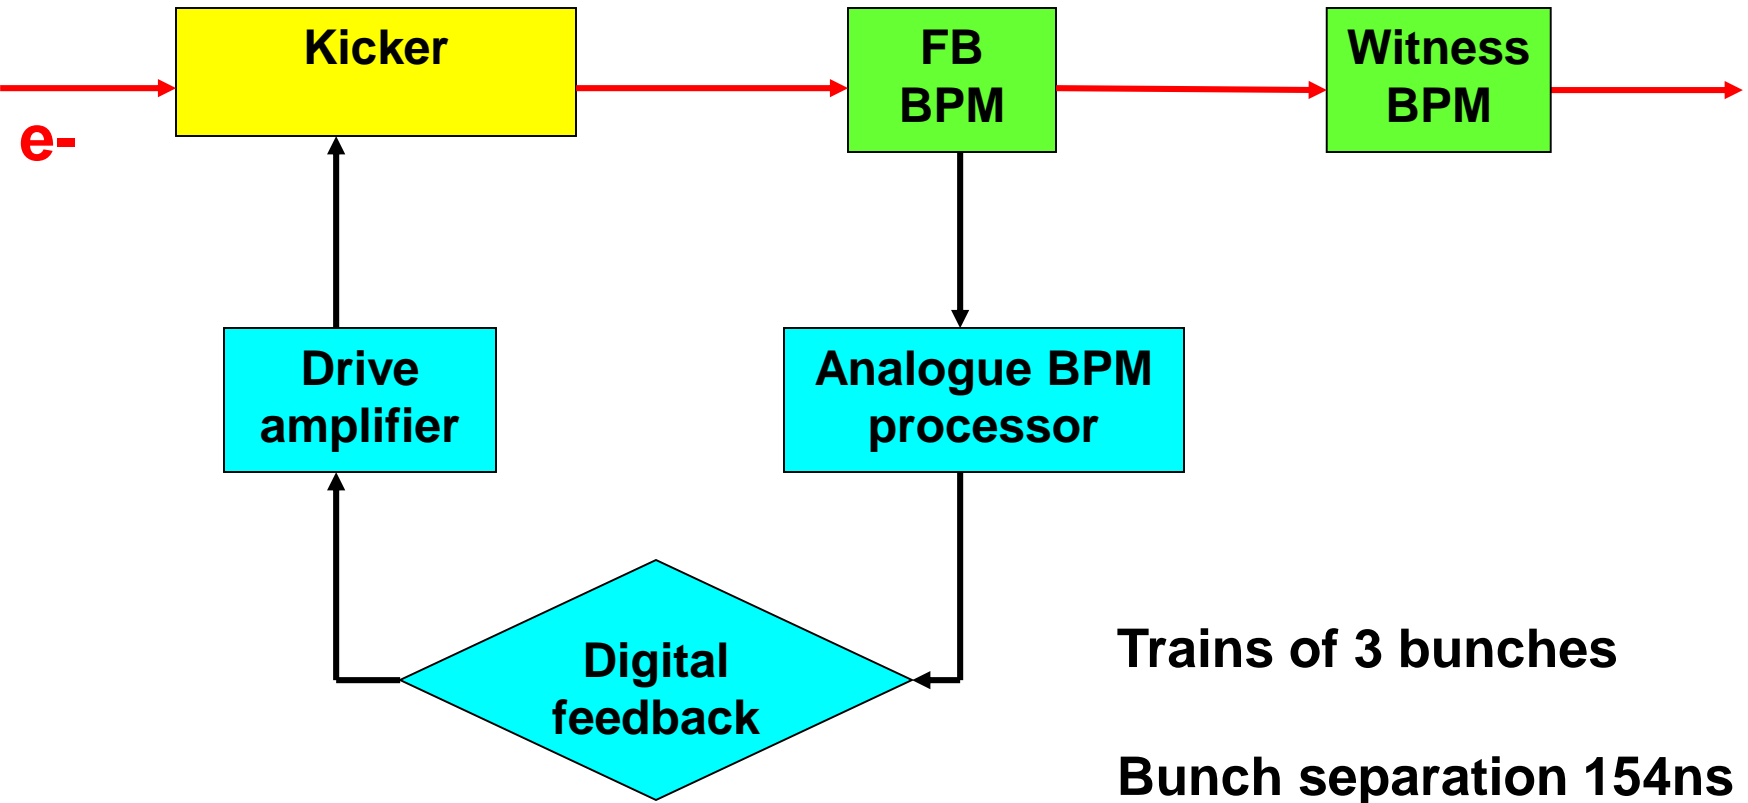 Kicker
FB
BPM
Witness
BPM
e-
Drive
amplifier
Analogue BPM
processor
Digital
feedback
Trains of 3 bunches
Bunch separation 154ns